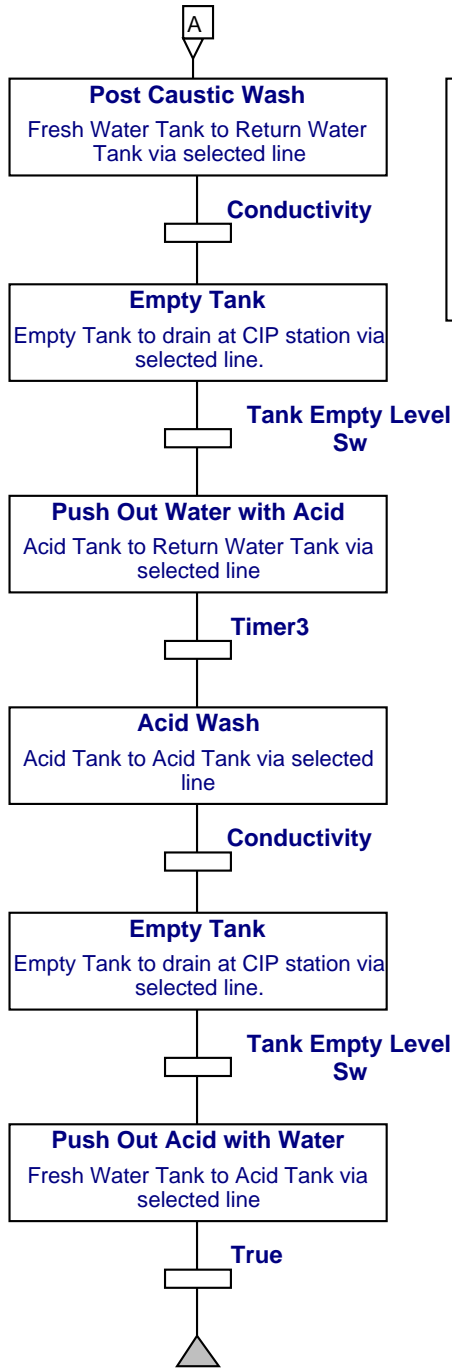 A
Post Caustic Wash
Fresh Water Tank to Return Water
Tank via selected line
Conductivity
Empty Tank
Empty Tank to drain at CIP station via
selected line.
Tank Empty Level
Sw
Push Out Water with Acid
Acid Tank to Return Water Tank via
selected line
Timer3
Acid Wash
Acid Tank to Acid Tank via selected
line
Conductivity
Empty Tank
Empty Tank to drain at CIP station via
selected line.
Tank Empty Level
Sw
Push Out Acid with Water
Fresh Water Tank to Acid Tank via
selected line
True